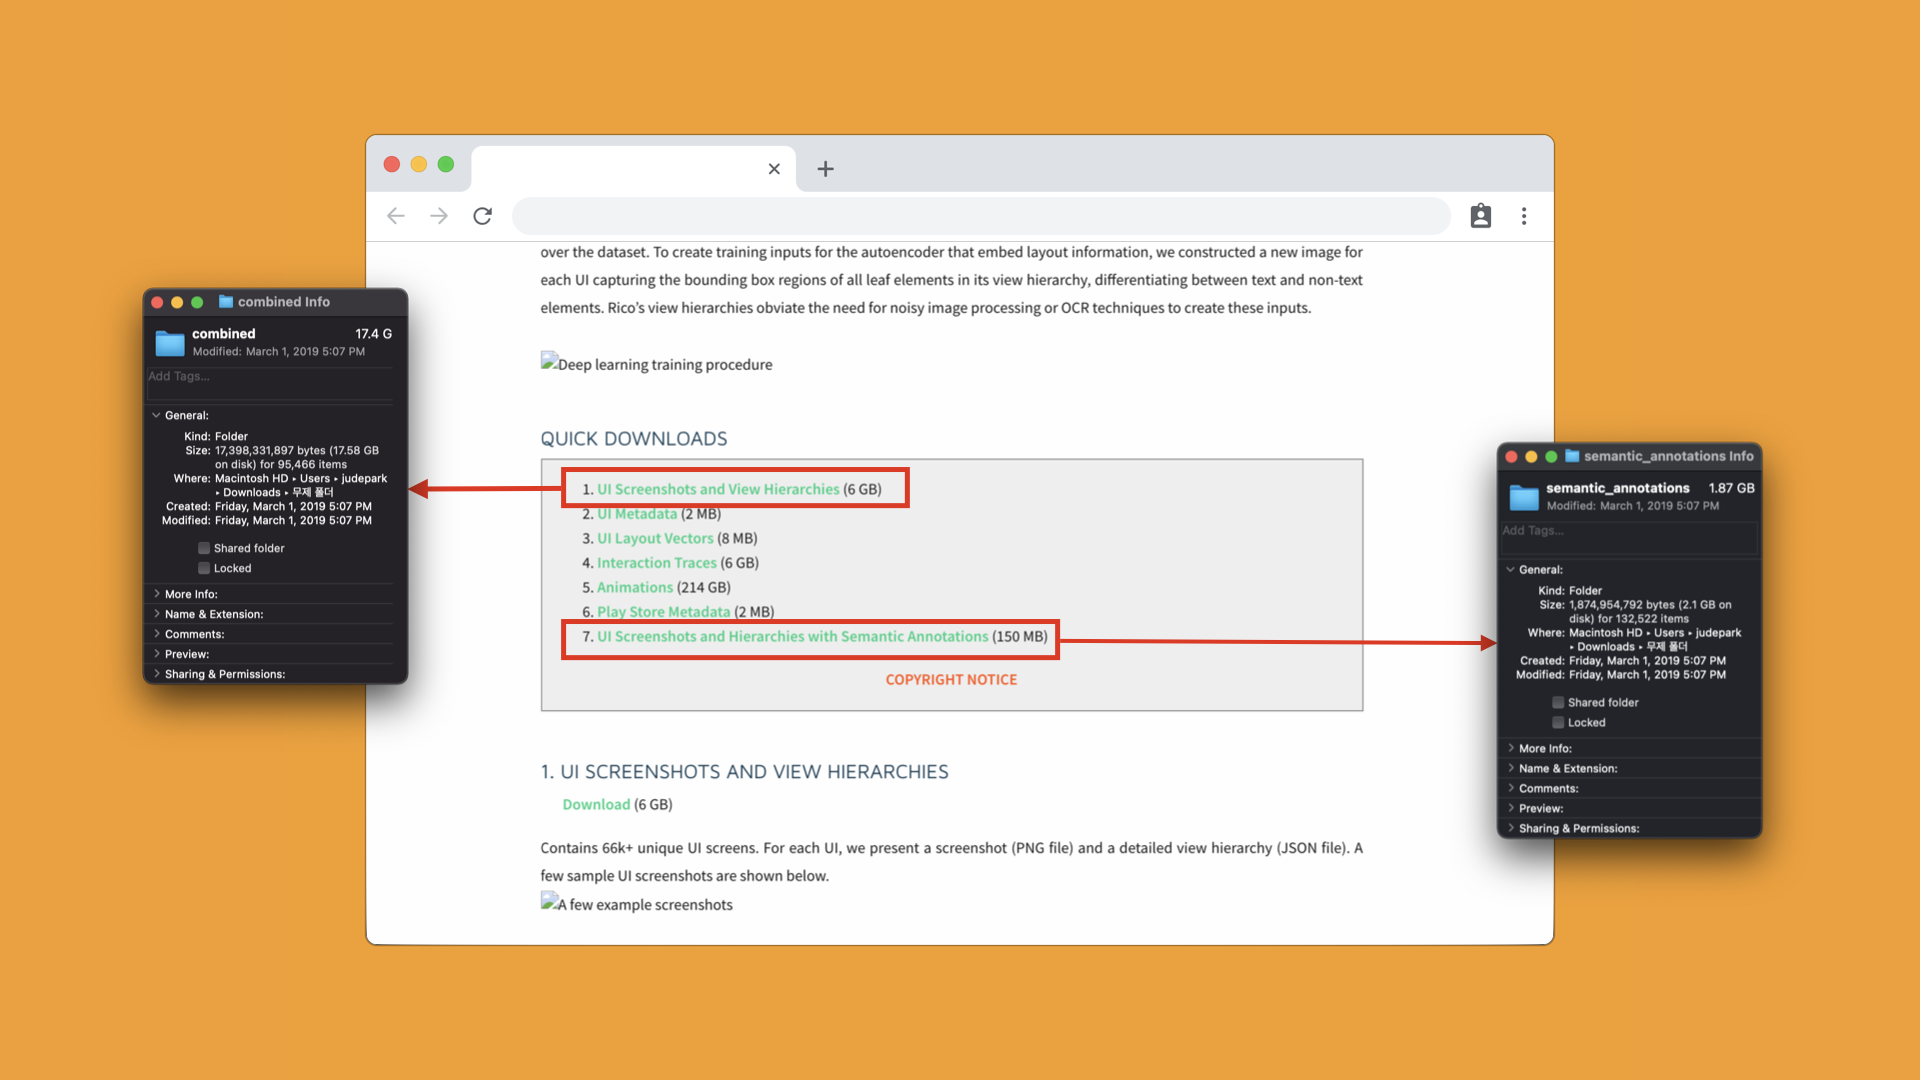 over the dataset. To create training inputs for the autoencoder that embed layout information, we constructed a new image for
each UI capturing the bounding box regions of all leaf elements in its view hierarchy, differentiating between text and non-text
elements. Rico's view hierarchies obviate the need for noisy image processing or OCR techniques to create these inputs.
Deep learning training procedure
QUICK DOWNLOADS
1. UI Screenshots and View Hierarchies (6 GB)
2. UI Metadata (2 MB)
3. UI Layout Vectors (8 MB)
4. Interaction Traces (6 GB)
5. Animations (214 GB)
6. Play Store Metadata (2 MB)
7. UI Screenshots and Hierarchies with Semantic Annotations (150 MB)
COPYRIGHT NOTICE
1. UI SCREENSHOTS AND VIEW HIERARCHIES
Download (6 GB)
Contains 66k+ unique UI screens. For each UI, we present a screenshot (PNG file) and a detailed view hierarchy (JSON file). A
few sample UI screenshots are shown below.
A few example screenshots
combined Info
combined 17.4 G
Modified: March 1, 2019 5:07 PM
Add Tags...
General:
Kind: Folder
Size: 17,398,331,897 bytes (17.58 GB
on disk) for 95,466 items
Where: Macintosh HD ▸ Users ▸ judepark
▸ Downloads ▸ 무제 폴더
Created: Friday, March 1, 2019 5:07 PM
Modified: Friday, March 1, 2019 5:07 PM
Shared folder
Locked
More Info:
Name & Extension:
Comments:
Preview:
Sharing & Permissions:
semantic_annotations Info
semantic_annotations 1.87 GB
Modified: March 1, 2019 5:07 PM
Add Tags...
General:
Kind: Folder
Size: 1,874,954,792 bytes (2.1 GB on
disk) for 132,522 items
Where: Macintosh HD ▸ Users ▸ judepark
▸ Downloads ▸ 무제 폴더
Created: Friday, March 1, 2019 5:07 PM
Modified: Friday, March 1, 2019 5:07 PM
Shared folder
Locked
More Info:
Name & Extension:
Comments:
Preview:
Sharing & Permissions: